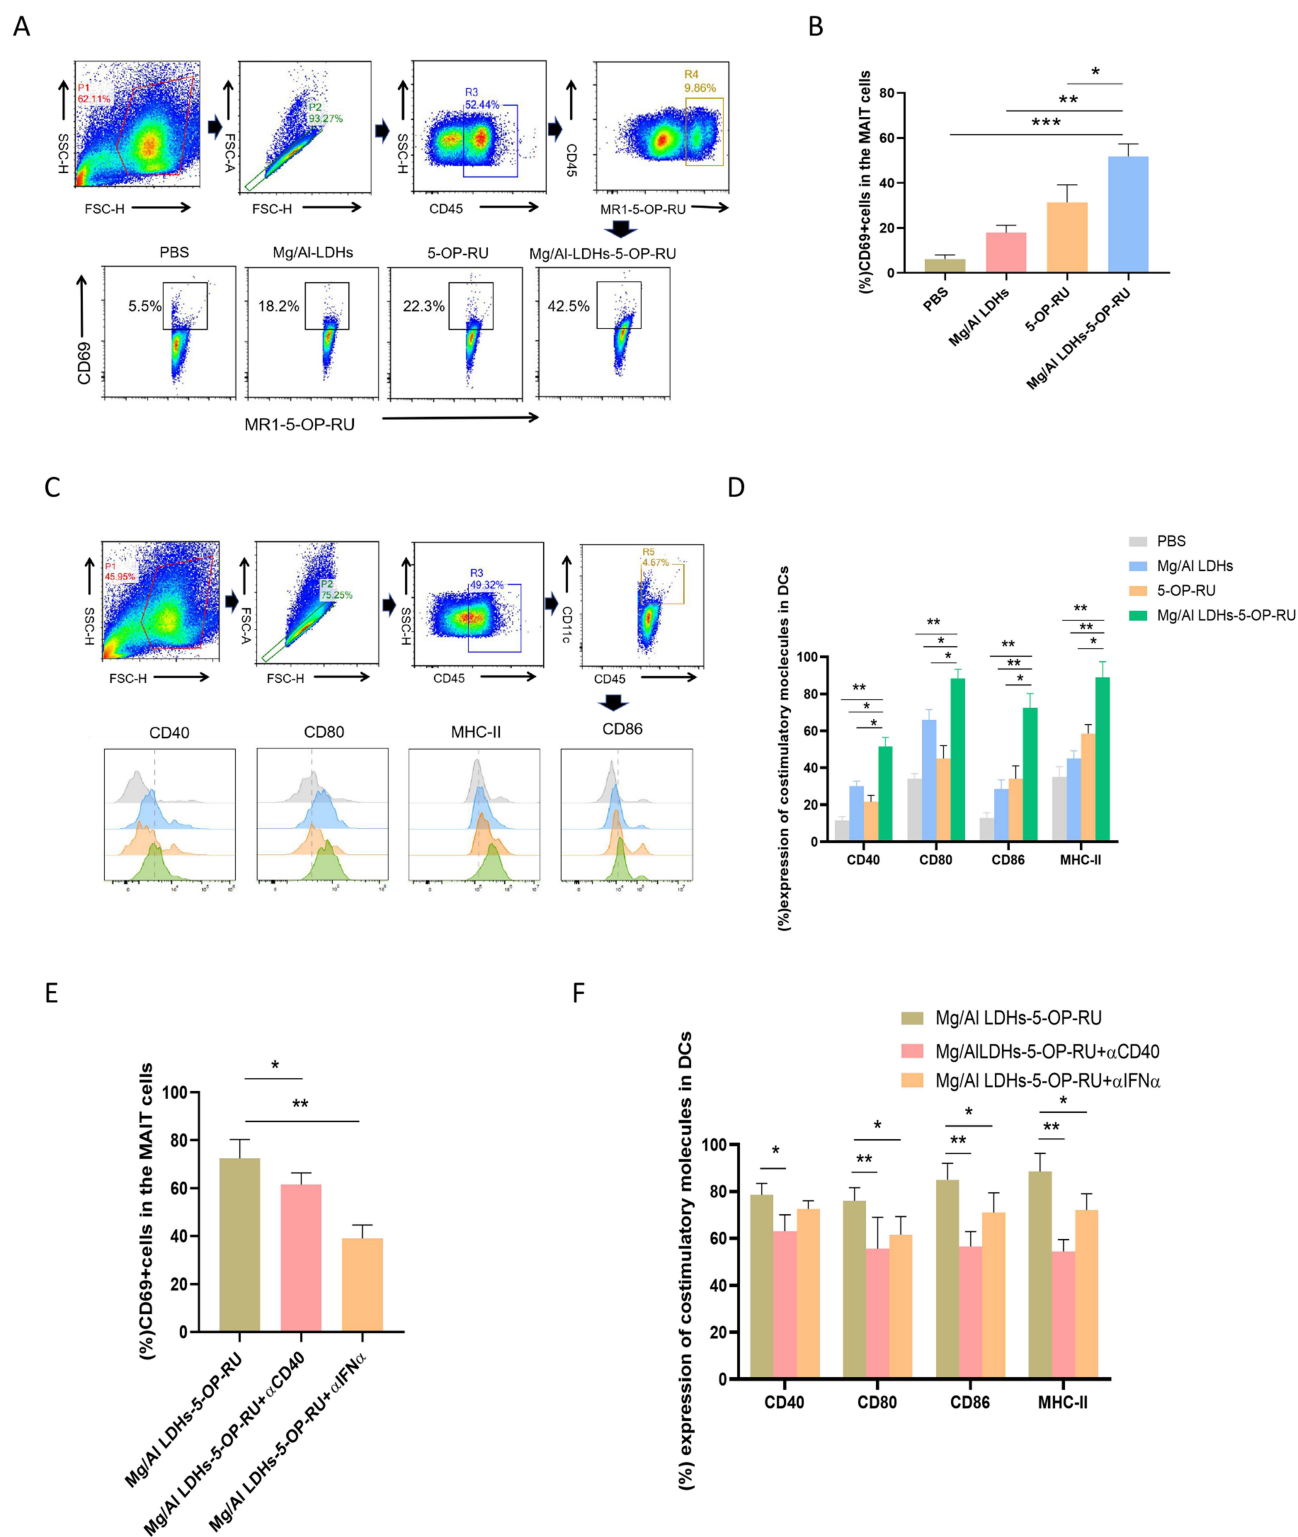 A
P1
62.11%
SSC-H
FSC-H
P2
93.27%
FSC-A
FSC-H
R3
52.44%
SSC-H
CD45
R4
9.86%
CD45
MR1-5-OP-RU
PBS
Mg/Al-LDHs
5-OP-RU
Mg/Al-LDHs-5-OP-RU
5.5%
18.2%
22.3%
42.5%
CD69
MR1-5-OP-RU
B
(%)CD69+cells in the MAIT cells
80
60
40
20
0
*
**
***
PBS
Mg/Al LDHs
5-OP-RU
Mg/Al LDHs-5-OP-RU
C
P1
45.95%
SSC-H
FSC-H
P2
75.25%
FSC-A
FSC-H
R3
49.32%
SSC-H
CD45
R5
4.67%
CD11c
CD45
CD40
CD80
MHC-II
CD86
D
PBS
Mg/Al LDHs
5-OP-RU
Mg/Al LDHs-5-OP-RU
(%)expression of costimulatory moclecules in DCs
100
80
60
40
20
0
**
*
*
**
*
*
**
**
*
**
**
*
CD40
CD80
CD86
MHC-II
E
(%)CD69+cells in the MAIT cells
100
80
60
40
20
0
*
**
Mg/Al LDHs-5-OP-RU
Mg/Al LDHs-5-OP-RU+αCD40
Mg/Al LDHs-5-OP-RU+αIFNα
F
Mg/Al LDHs-5-OP-RU
Mg/AlLDHs-5-OP-RU+αCD40
Mg/Al LDHs-5-OP-RU+αIFNα
(%) expression of costimulatory molecules in DCs
100
80
60
40
20
0
*
*
**
*
**
*
**
CD40
CD80
CD86
MHC-II